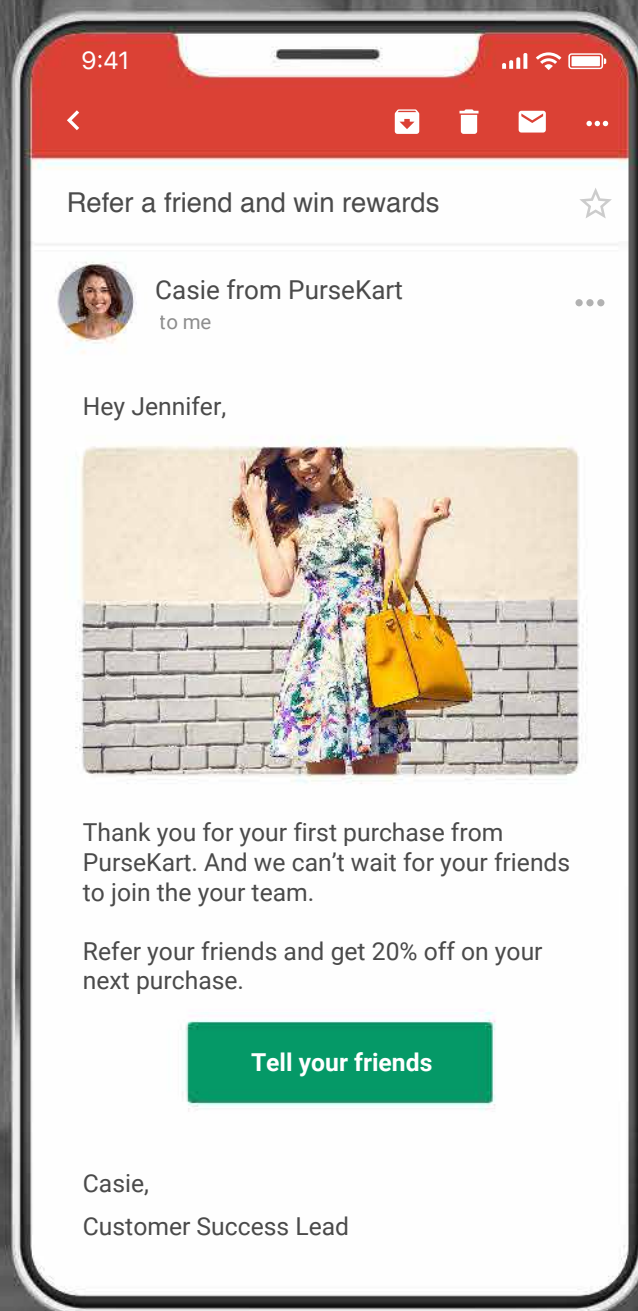 9:41
Refer a friend and win rewards
Casie from PurseKart
to me
Hey Jennifer,
Thank you for your first purchase from
PurseKart. And we can’t wait for your friends
to join the your team.
Refer your friends and get 20% off on your
next purchase.
Tell your friends
Casie,
Customer Success Lead